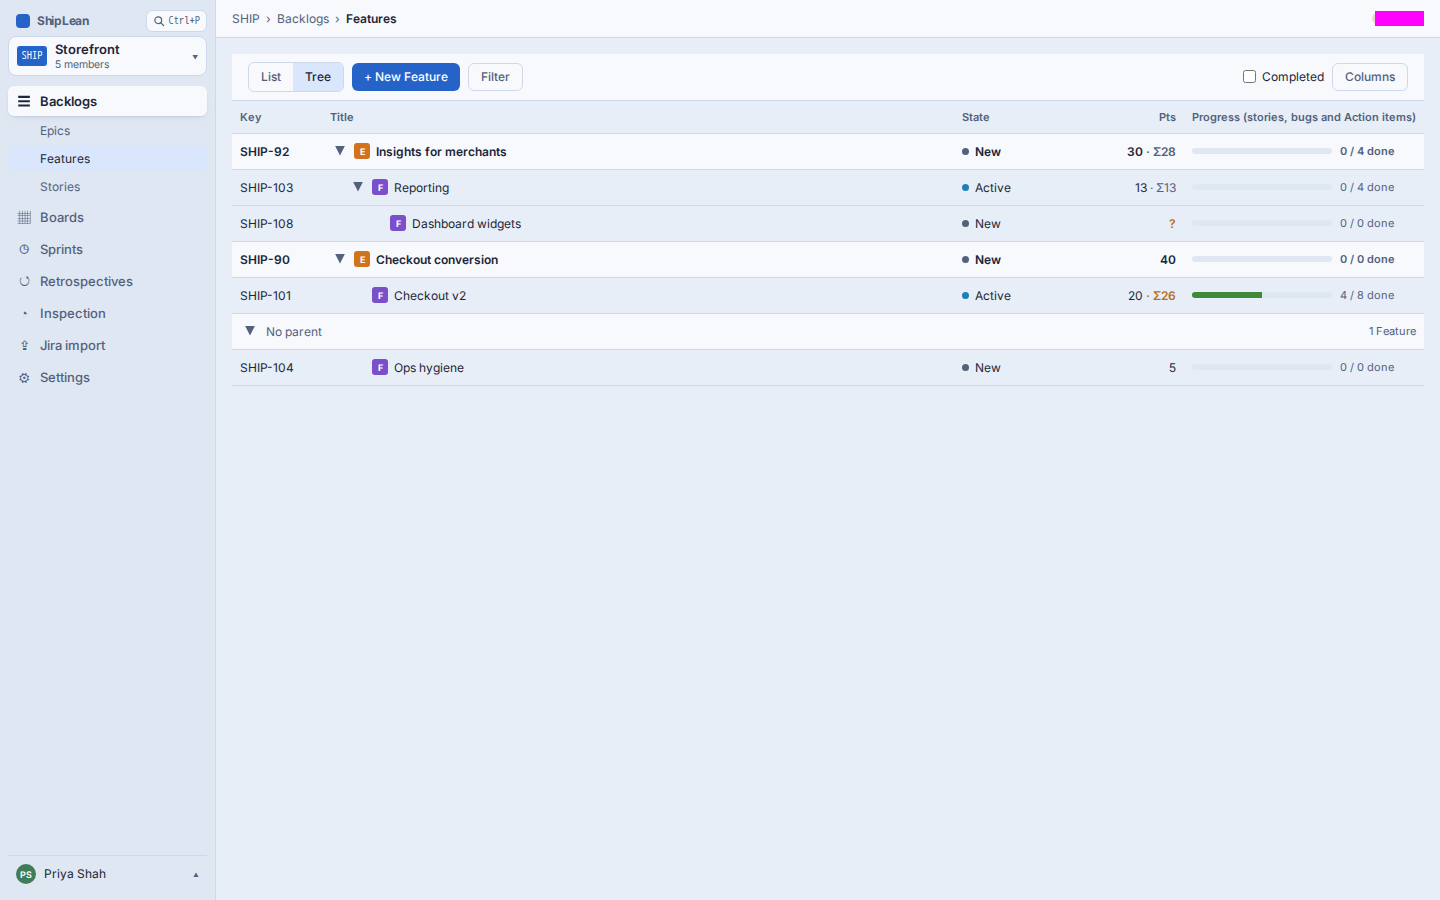 ShipLean
Ctrl+P
SHIP
Storefront
5 members
Backlogs
Epics
Features
Stories
Boards
Sprints
Retrospectives
Inspection
Jira import
Settings
PS Priya Shah
SHIP › Backlogs › Features
List Tree + New Feature Filter Completed Columns
Key Title State Pts Progress (stories, bugs and Action items)
SHIP-92 E Insights for merchants New 30 · Σ28 0 / 4 done
SHIP-103 F Reporting Active 13 · Σ13 0 / 4 done
SHIP-108 F Dashboard widgets New ? 0 / 0 done
SHIP-90 E Checkout conversion New 40 0 / 0 done
SHIP-101 F Checkout v2 Active 20 · Σ26 4 / 8 done
No parent 1 Feature
SHIP-104 F Ops hygiene New 5 0 / 0 done